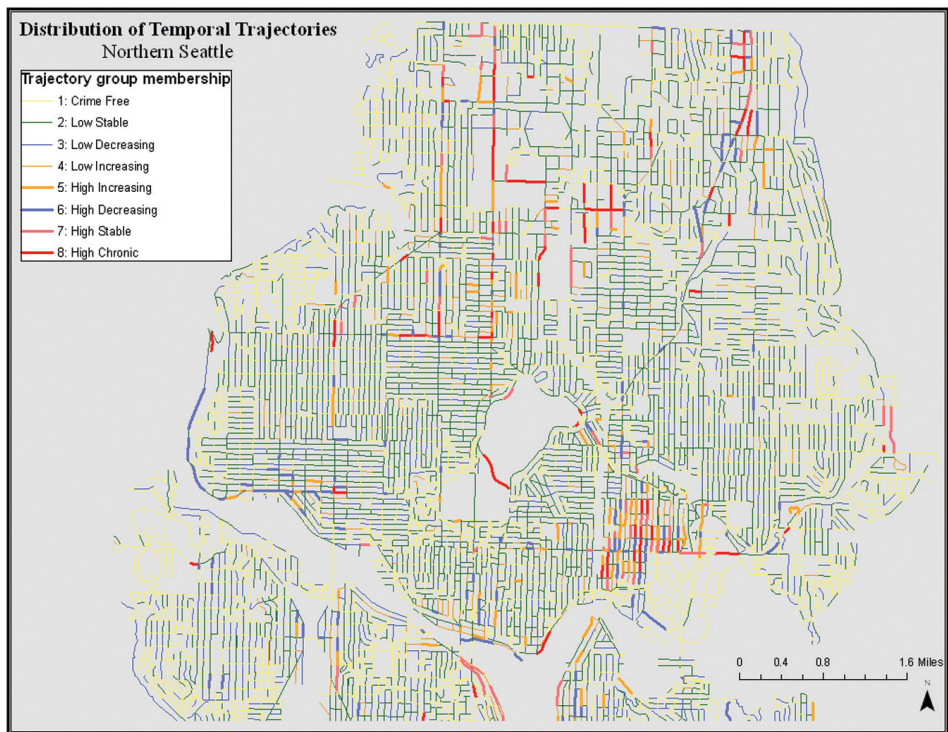 Distribution of Temporal Trajectories
Northern Seattle
Trajectory group membership
1: Crime Free
2: Low Stable
3: Low Decreasing
4: Low Increasing
5: High Increasing
6: High Decreasing
7: High Stable
8: High Chronic
0 0.4 0.8 1.6 Miles
N